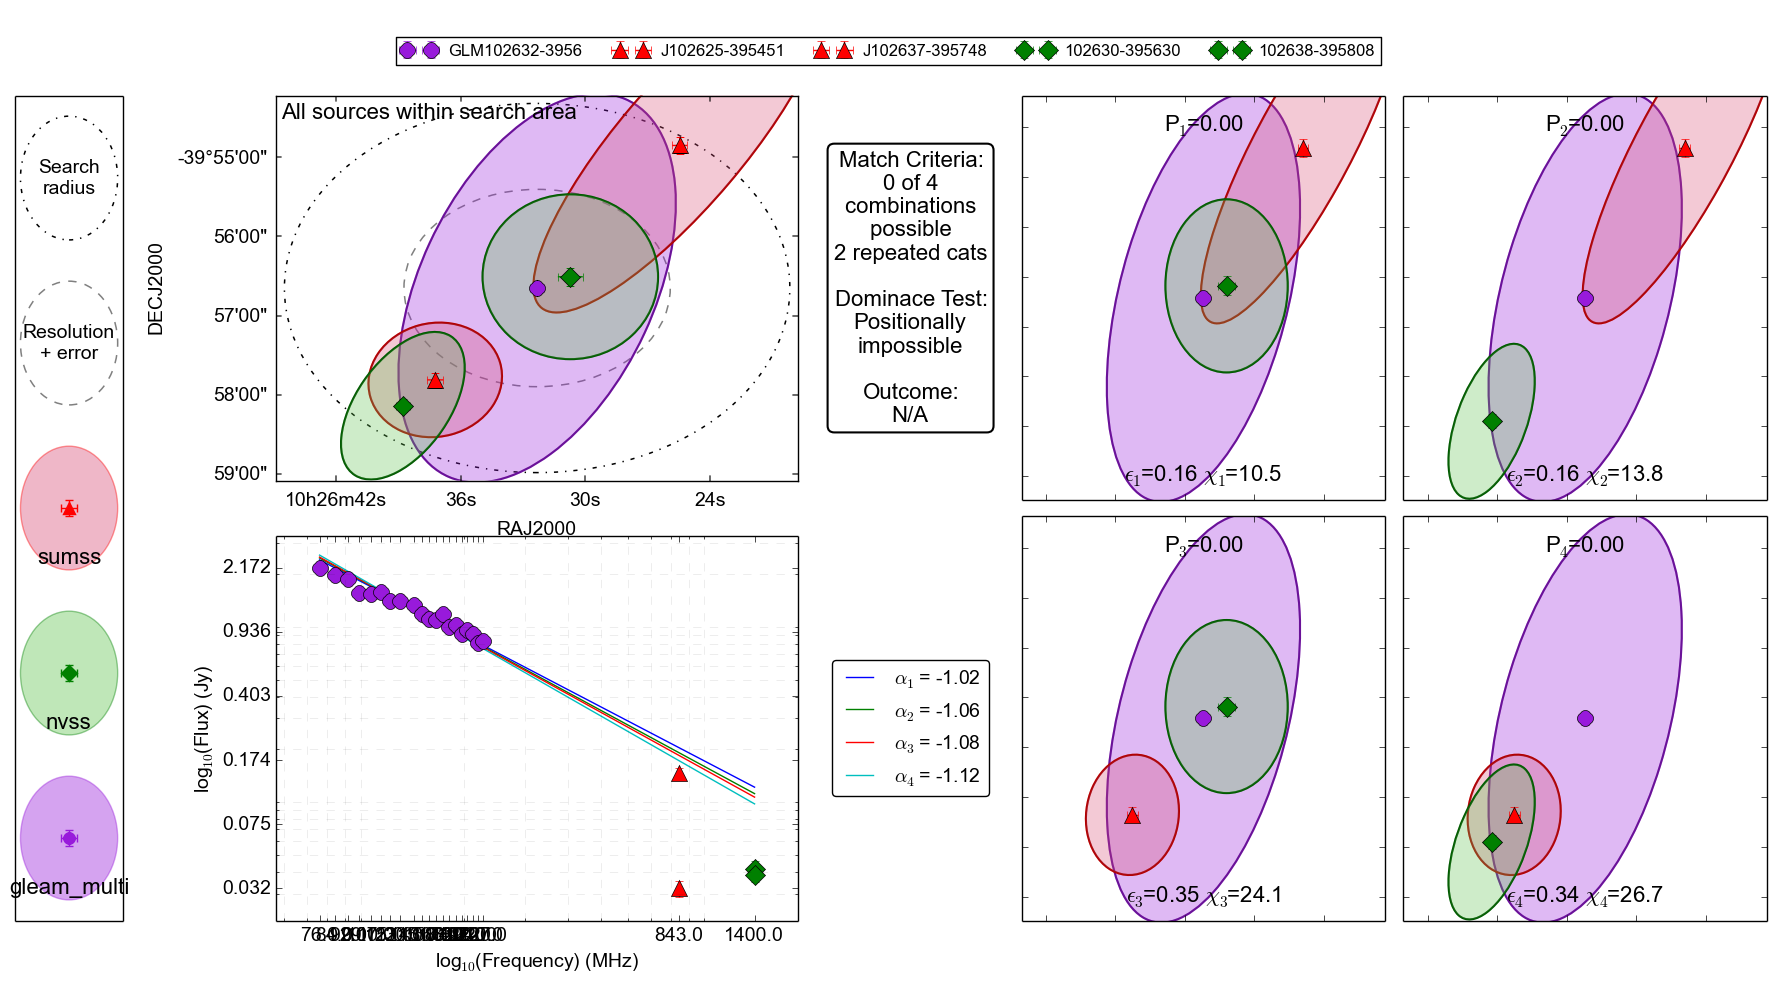 GLM102632-3956 J102625-395451 J102637-395748 102630-395630 102638-395808
Search
radius
Resolution
+ error
sumss
nvss
gleam_multi
All sources within search area
DECJ2000
-39°55'00"
56'00"
57'00"
58'00"
59'00"
10h26m42s 36s 30s 24s
RAJ2000
Match Criteria:
0 of 4
combinations
possible
2 repeated cats
Dominace Test:
Positionally
impossible
Outcome:
N/A
P1=0.00
ϵ1=0.16 χ1=10.5
P2=0.00
ϵ2=0.16 χ2=13.8
log10(Flux) (Jy)
2.172
0.936
0.403
0.174
0.075
0.032
843.0 1400.0
log10(Frequency) (MHz)
α1 = -1.02
α2 = -1.06
α3 = -1.08
α4 = -1.12
P3=0.00
ϵ3=0.35 χ3=24.1
P4=0.00
ϵ4=0.34 χ4=26.7